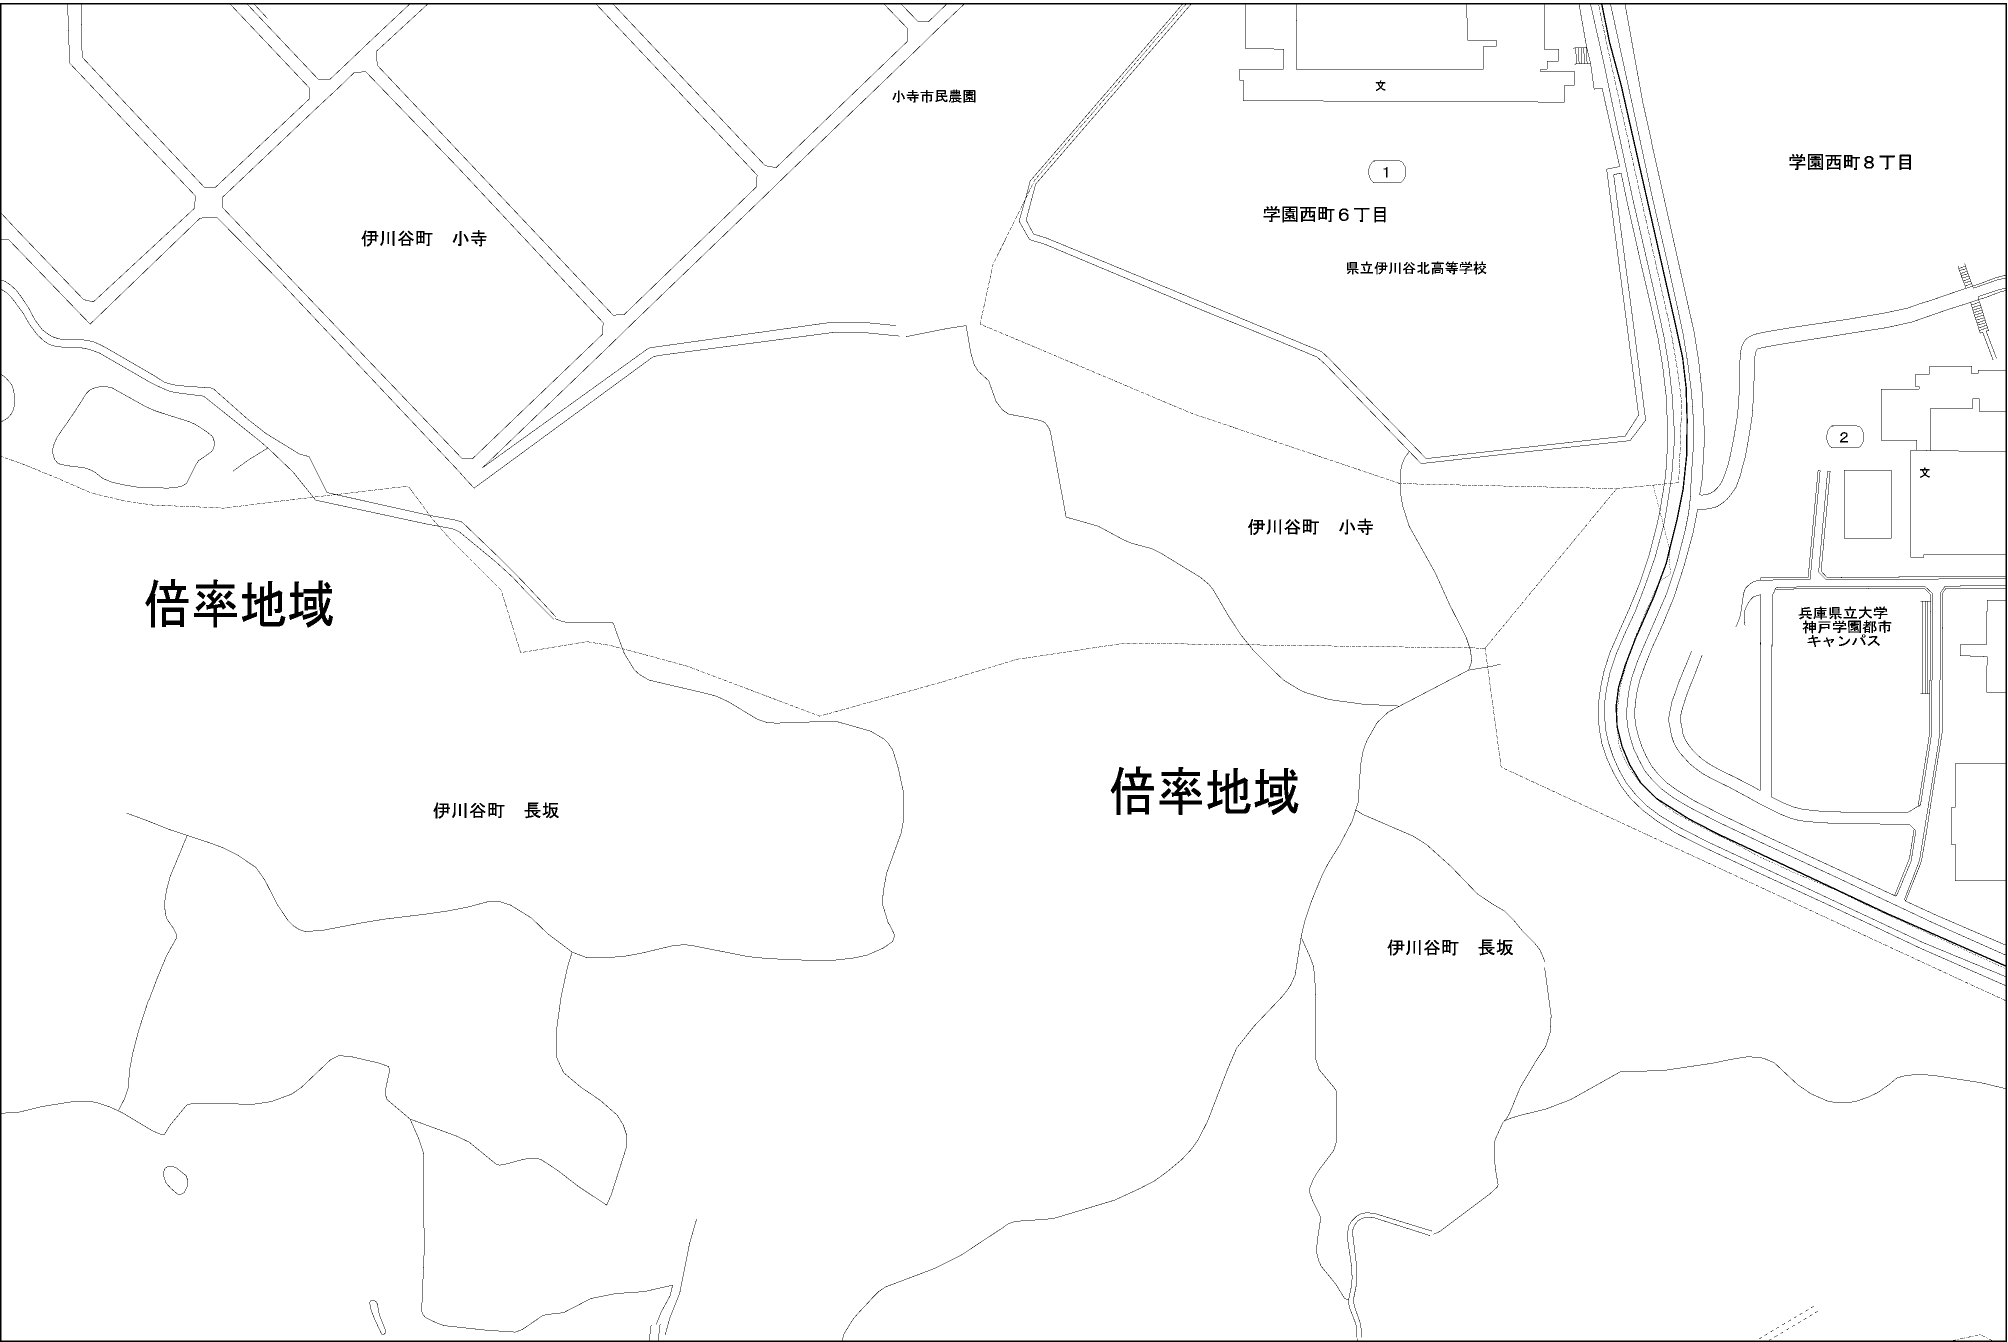 小寺市民農園
文
1
学園西町８丁目
学園西町６丁目
伊川谷町　小寺
県立伊川谷北高等学校
2
文
伊川谷町　小寺
倍率地域
兵庫県立大学
神戸学園都市
キャンパス
倍率地域
伊川谷町　長坂
伊川谷町　長坂